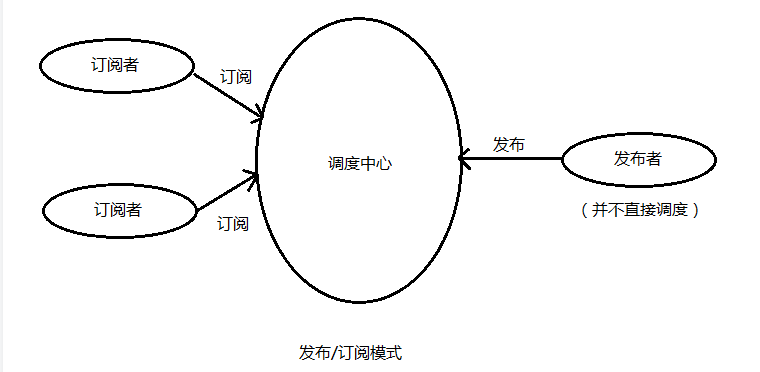 订阅者
订阅
调度中心
发布
发布者
订阅者
订阅
（并不直接调度）
发布/订阅模式